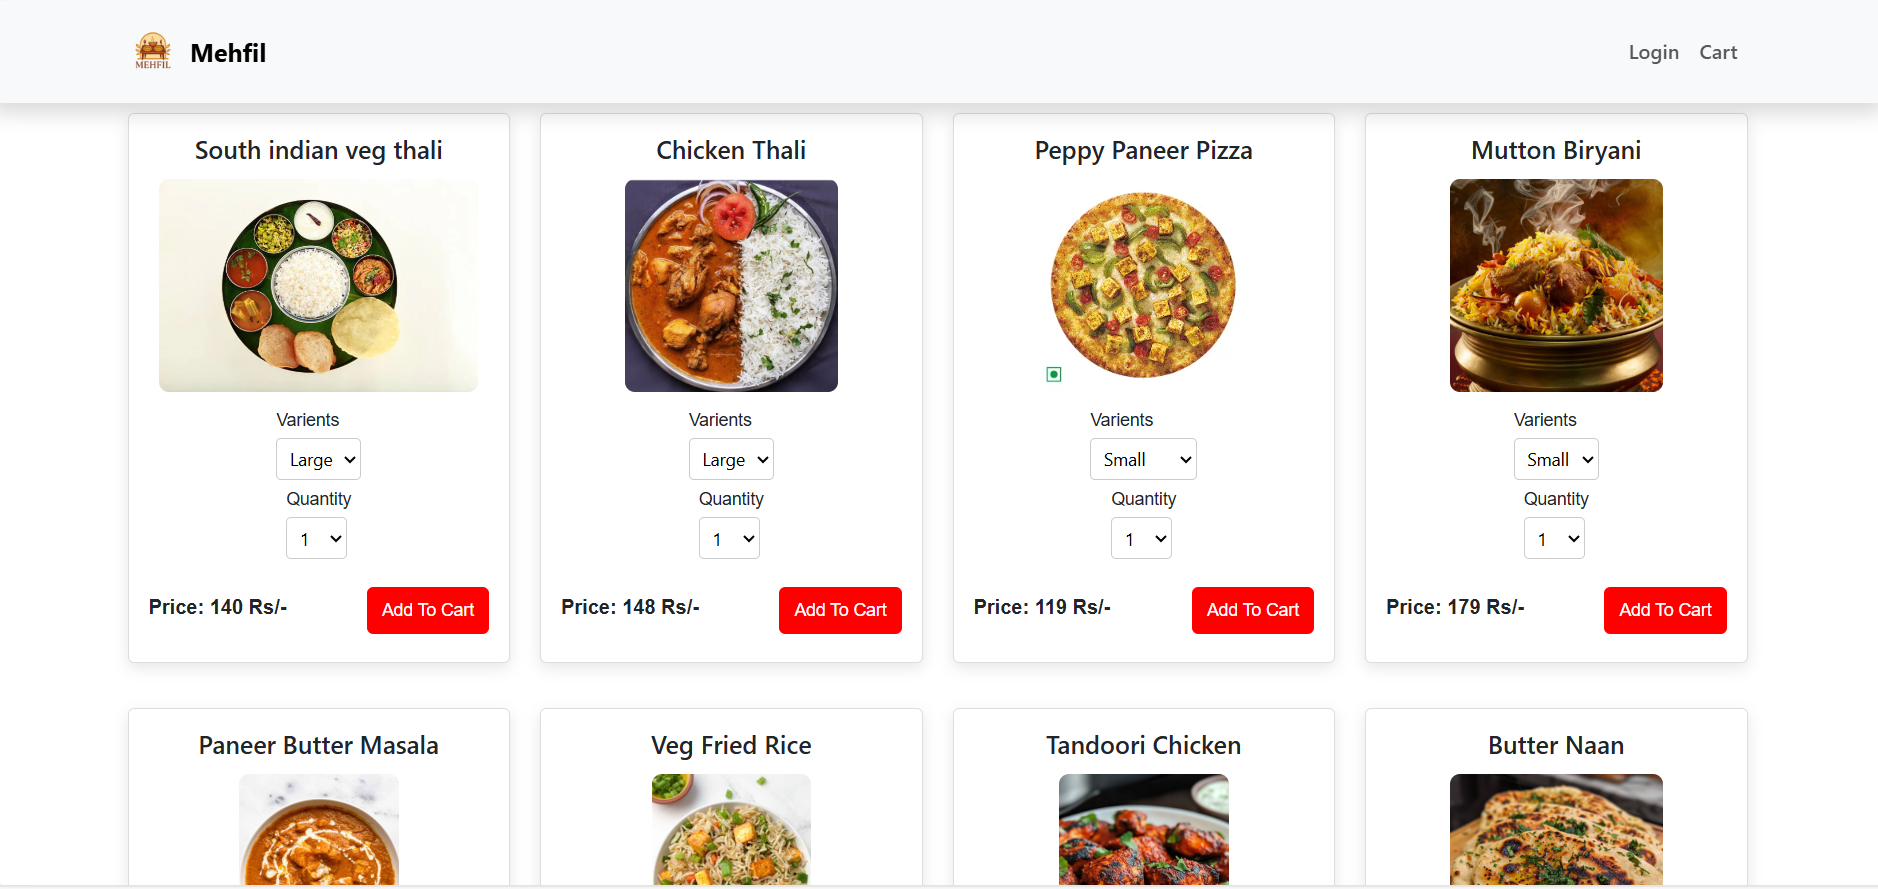 MEHFIL
Mehfil
Login
Cart
South indian veg thali
Varients
Large
Quantity
1
Price: 140 Rs/-
Add To Cart
Chicken Thali
Varients
Large
Quantity
1
Price: 148 Rs/-
Add To Cart
Peppy Paneer Pizza
Varients
Small
Quantity
1
Price: 119 Rs/-
Add To Cart
Mutton Biryani
Varients
Small
Quantity
1
Price: 179 Rs/-
Add To Cart
Paneer Butter Masala
Veg Fried Rice
Tandoori Chicken
Butter Naan